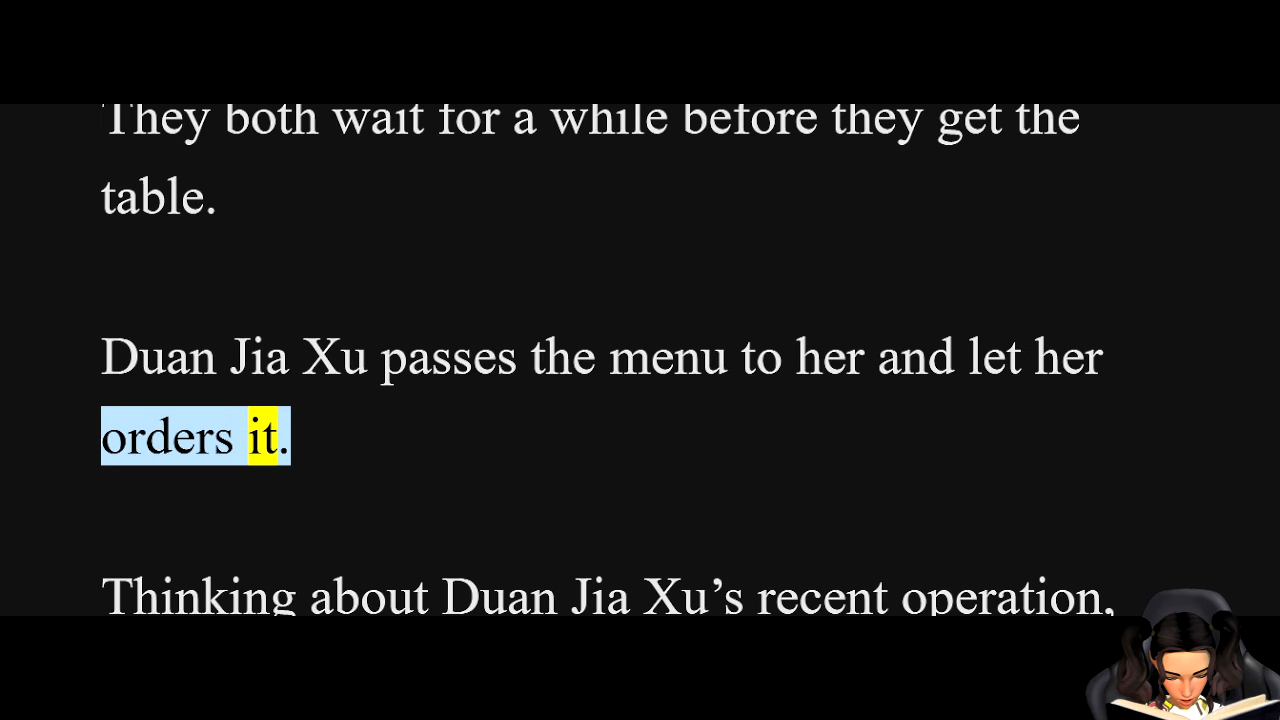 They both wait for a while before they get the
table.
Duan Jia Xu passes the menu to her and let her
orders it.
Thinking about Duan Jia Xu’s recent operation,